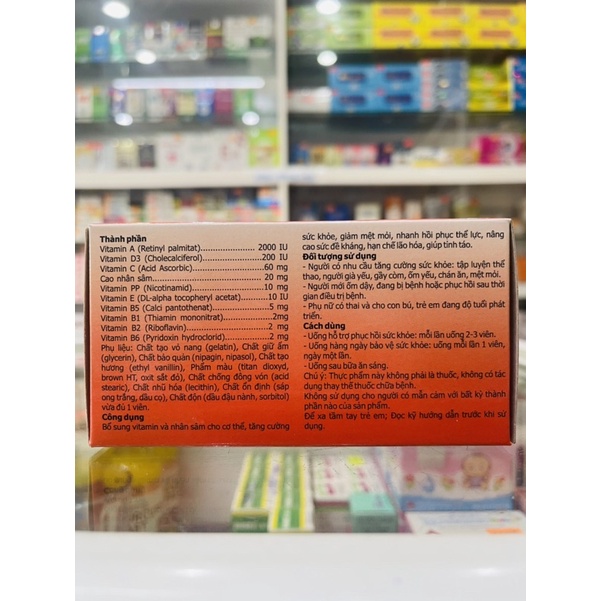 Thành phần
Vitamin A (Retinyl palmitat)........................ 2000 IU
Vitamin D3 (Cholecalciferol)......................200 IU
Vitamin C (Acid Ascorbic)........................... 60 mg
Cao nhân sâm.......................................... 20 mg
Vitamin PP (Nicotinamid)........................... 10 mg
Vitamin E (DL-alpha tocopheryl acetat)..........10 IU
Vitamin B5 (Calci pantothenat).....................5 mg
Vitamin B1 (Thiamin mononitrat)..................2mg
Vitamin B2 (Riboflavin)............................... 2 mg
Vitamin B6 (Pyridoxin hydroclorid)................ 2 mg
Phụ liệu: Chất tạo vỏ nang (gelatin), Chất giữ ẩm
(glycerin), Chất bảo quản (nipagin, nipasol), Chất tạo
hương (ethyl vanillin), Phẩm màu (titan dioxyd,
brown HT, oxit sắt đỏ), Chất chống đông vón (acid
stearic), Chất nhũ hóa (lecithin), Chất ổn định (sáp
ong trắng, dầu cọ), Chất độn (dầu đậu nành, sorbitol)
vừa đủ 1 viên.
Công dụng
Bổ sung vitamin và nhân sâm cho cơ thể, tăng cường
sức khỏe, giảm mệt mỏi, nhanh hồi phục thể lực, nâng
cao sức đề kháng, hạn chế lão hóa, giúp tỉnh táo.
Đối tượng sử dụng
- Người có nhu cầu tăng cường sức khỏe: tập luyện thể
thao, người già yếu, gầy còm, ốm yếu, chán ăn, mệt mỏi.
- Người mới ốm dậy, đang bị bệnh hoặc phục hồi sau thời
gian điều trị bệnh.
- Phụ nữ có thai và cho con bú, trẻ em đang độ tuổi phát
triển.
Cách dùng
- Uống hỗ trợ phục hồi sức khỏe: mỗi lần uống 2-3 viên.
- Uống hàng ngày bảo vệ sức khỏe: uống mỗi lần 1 viên,
ngày một lần.
- Uống sau bữa ăn sáng.
Chú ý: Thực phẩm này không phải là thuốc, không có tác
dụng thay thế thuốc chữa bệnh.
Không sử dụng cho người có mẫn cảm với bất kỳ thành
phần nào của sản phẩm.
Để xa tầm tay trẻ em; Đọc kỹ hướng dẫn trước khi sử
dụng.